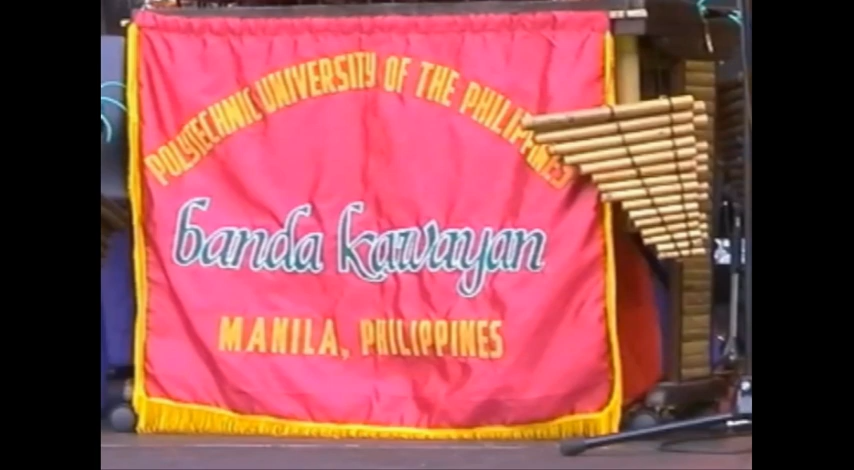 POLYTECHNIC UNIVERSITY OF THE PHILIPPINES
banda kawayan
MANILA, PHILIPPINES